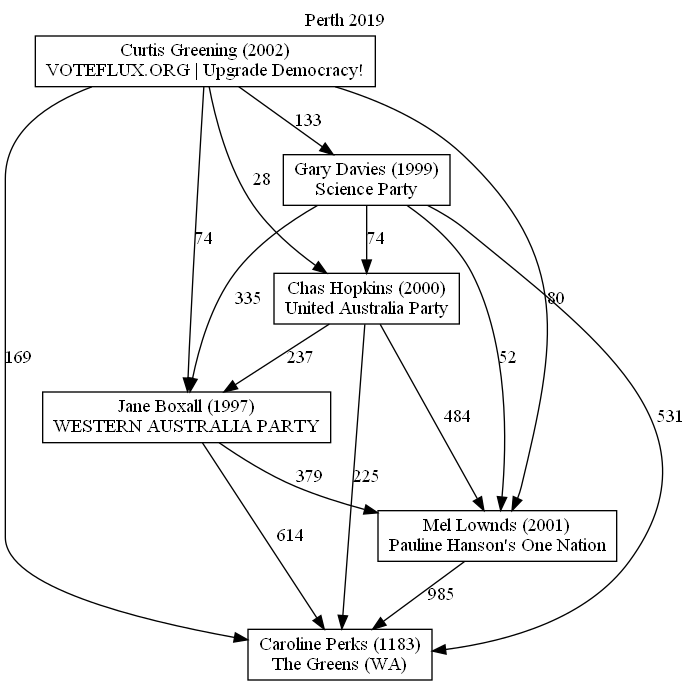 Perth 2019
Curtis Greening (2002)
VOTEFLUX.ORG | Upgrade Democracy!
133
Gary Davies (1999)
Science Party
28
74
74
335
52
80
Chas Hopkins (2000)
United Australia Party
169
237
484
531
Jane Boxall (1997)
WESTERN AUSTRALIA PARTY
379
225
614
Mel Lownds (2001)
Pauline Hanson's One Nation
985
Caroline Perks (1183)
The Greens (WA)